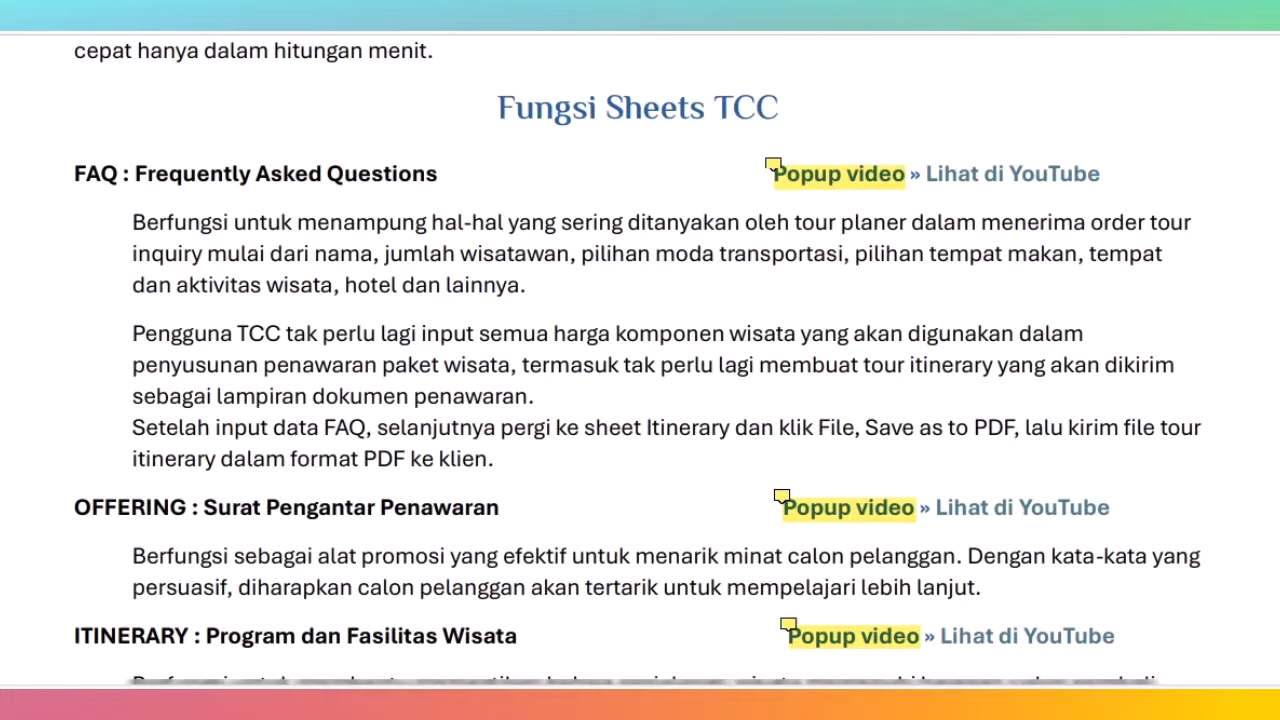 cepat hanya dalam hitungan menit.
Fungsi Sheets TCC
FAQ : Frequently Asked Questions Popup video » Lihat di YouTube
Berfungsi untuk menampung hal-hal yang sering ditanyakan oleh tour planer dalam menerima order tour
inquiry mulai dari nama, jumlah wisatawan, pilihan moda transportasi, pilihan tempat makan, tempat
dan aktivitas wisata, hotel dan lainnya.
Pengguna TCC tak perlu lagi input semua harga komponen wisata yang akan digunakan dalam
penyusunan penawaran paket wisata, termasuk tak perlu lagi membuat tour itinerary yang akan dikirim
sebagai lampiran dokumen penawaran.
Setelah input data FAQ, selanjutnya pergi ke sheet Itinerary dan klik File, Save as to PDF, lalu kirim file tour
itinerary dalam format PDF ke klien.
OFFERING : Surat Pengantar Penawaran Popup video » Lihat di YouTube
Berfungsi sebagai alat promosi yang efektif untuk menarik minat calon pelanggan. Dengan kata-kata yang
persuasif, diharapkan calon pelanggan akan tertarik untuk mempelajari lebih lanjut.
ITINERARY : Program dan Fasilitas Wisata Popup video » Lihat di YouTube